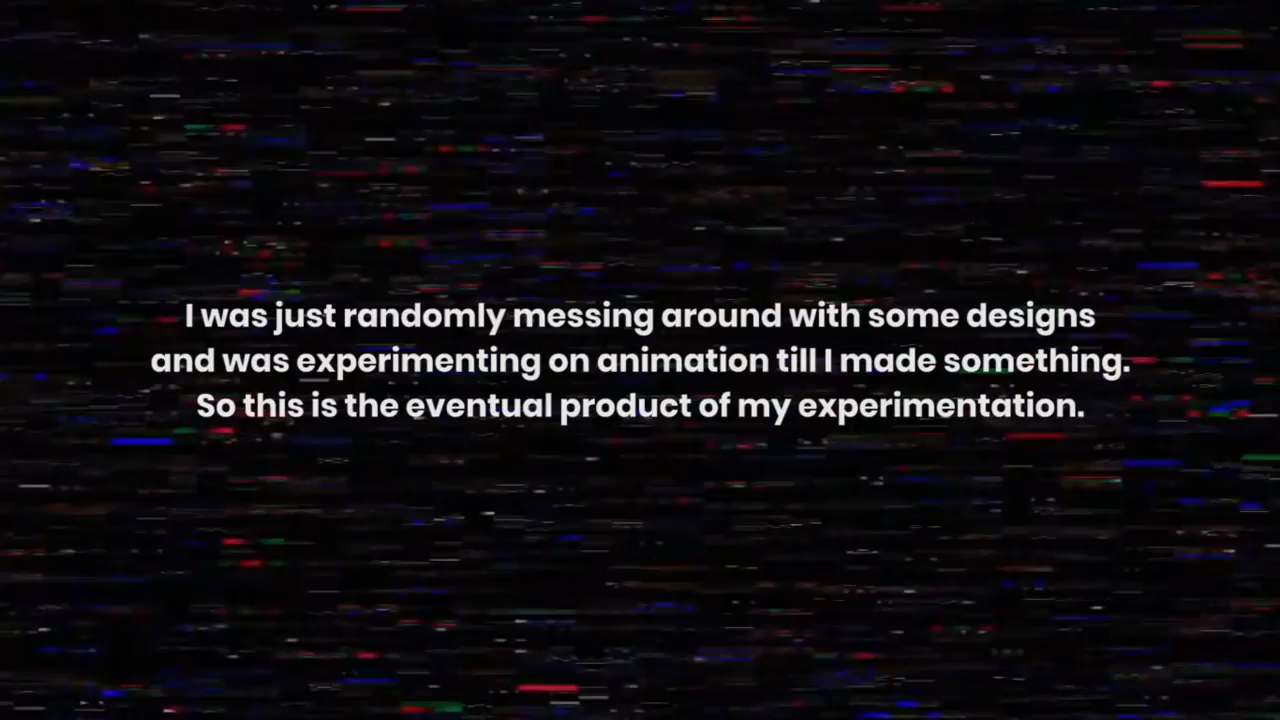 I was just randomly messing around with some designs
and was experimenting on animation till I made something.
So this is the eventual product of my experimentation.